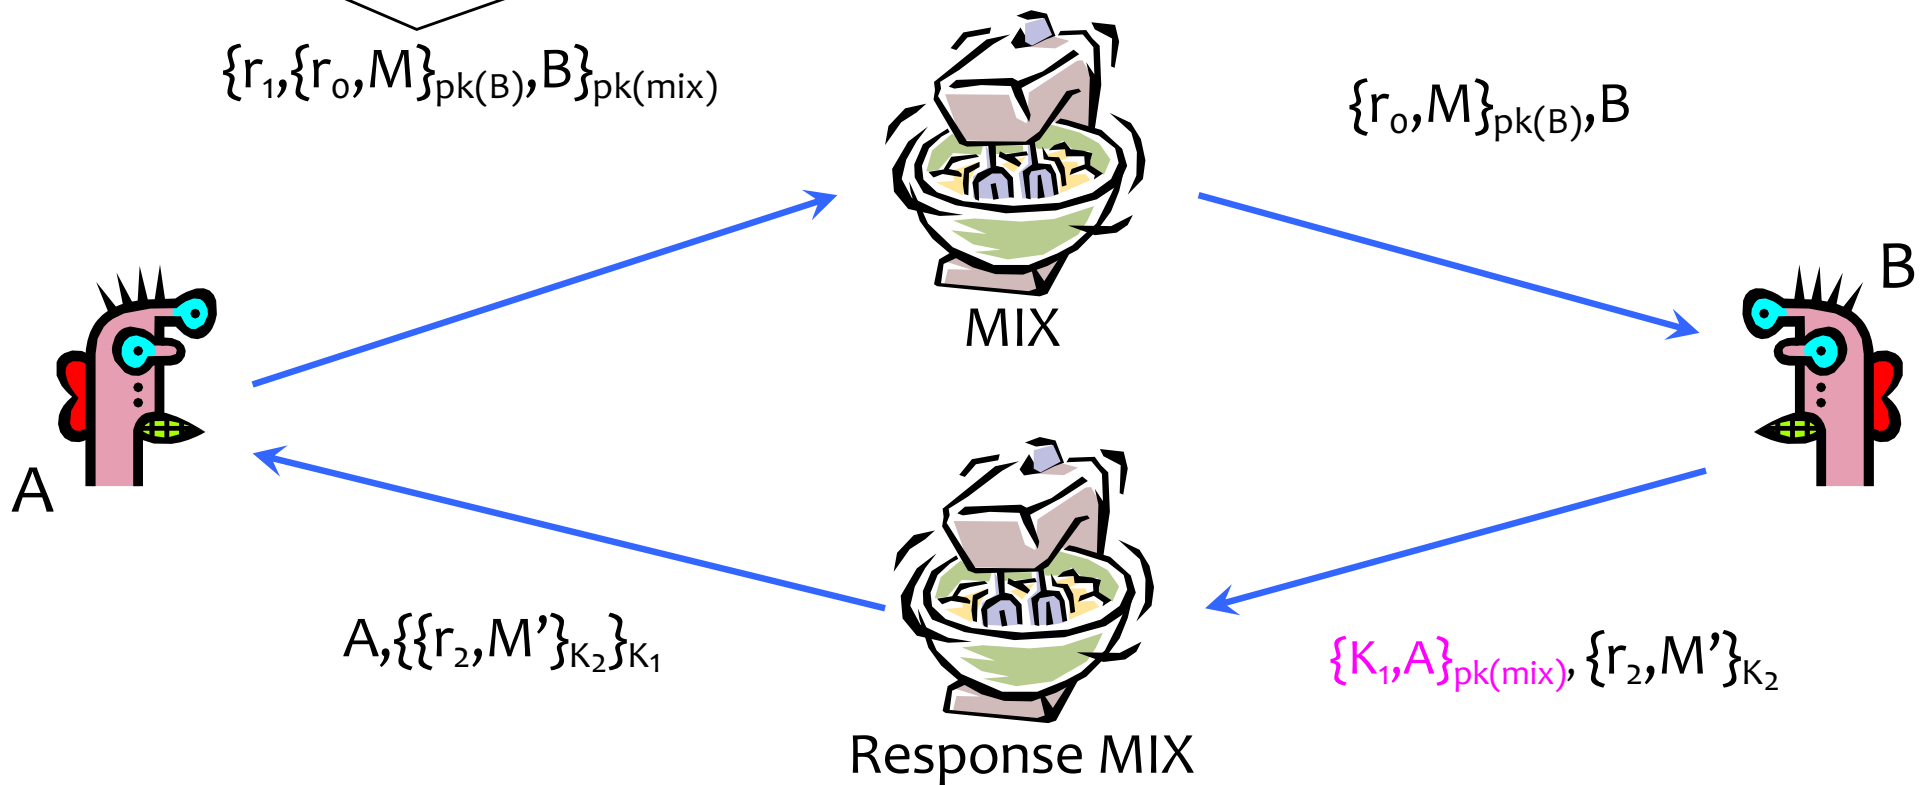 {r₁,{r₀,M}pk(B),B}pk(mix)
{r₀,M}pk(B),B
MIX
B
A
A,{{r₂,M’}K₂}K₁
{K₁,A}pk(mix), {r₂,M’}K₂
Response MIX